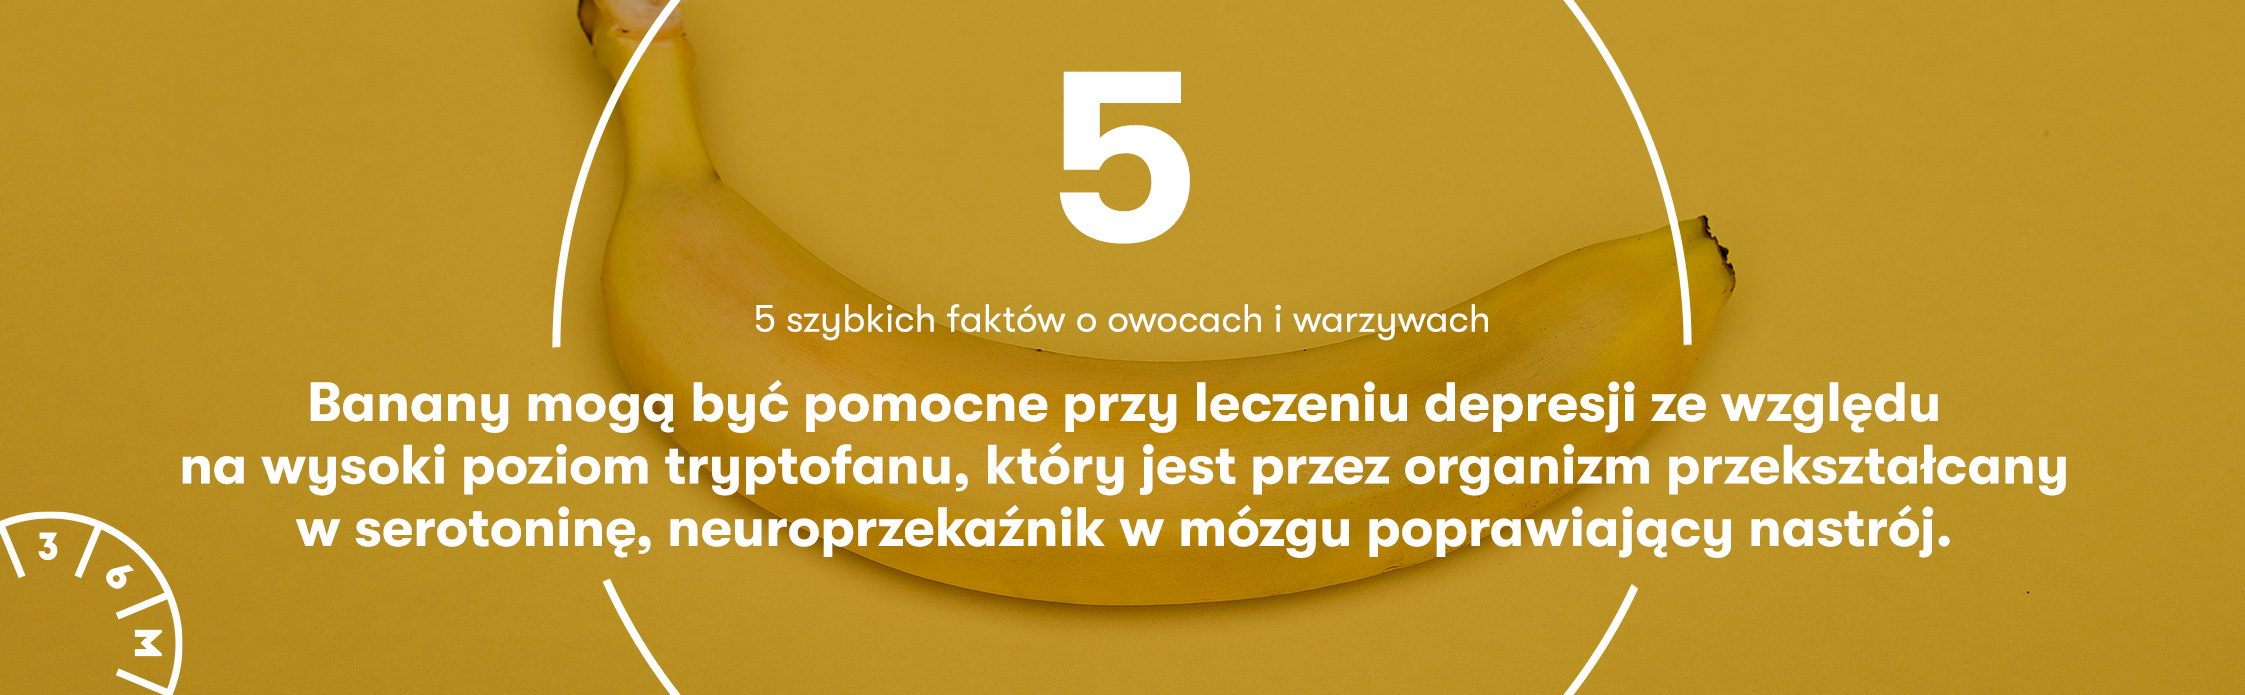 5
5 szybkich faktów o owocach i warzywach
Banany mogą być pomocne przy leczeniu depresji ze względu
na wysoki poziom tryptofanu, który jest przez organizm przekształcany
w serotoninę, neuroprzekaźnik w mózgu poprawiający nastrój.
3 6 M